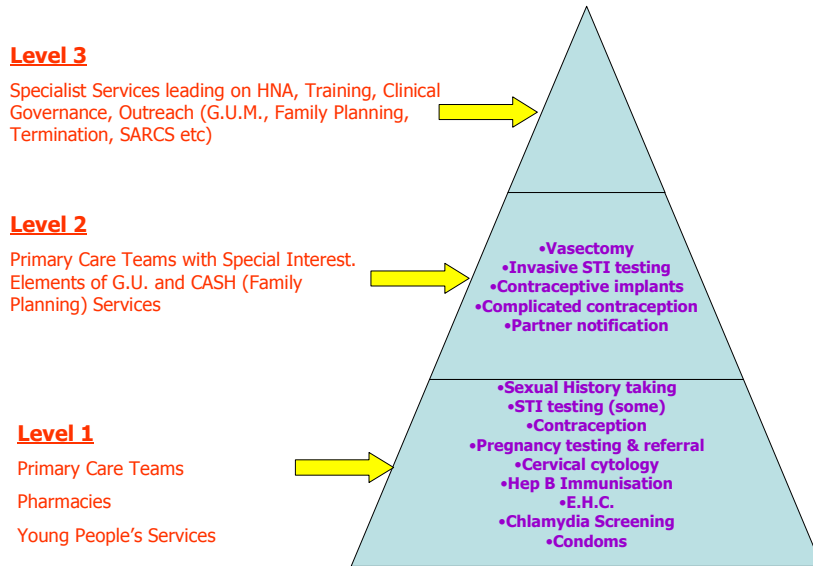 Level 3
Specialist Services leading on HNA, Training, Clinical
Governance, Outreach (G.U.M., Family Planning,
Termination, SARCS etc)
Level 2
Primary Care Teams with Special Interest.
Elements of G.U. and CASH (Family
Planning) Services
•Vasectomy
•Invasive STI testing
•Contraceptive implants
•Complicated contraception
•Partner notification
Level 1
Primary Care Teams
Pharmacies
Young People’s Services
•Sexual History taking
•STI testing (some)
•Contraception
•Pregnancy testing & referral
•Cervical cytology
•Hep B Immunisation
•E.H.C.
•Chlamydia Screening
•Condoms